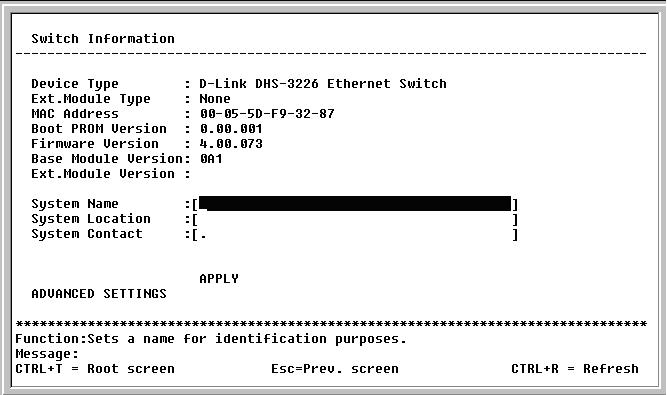 Switch Information
--------------------------------------------------------------------------------
Device Type : D-Link DHS-3226 Ethernet Switch
Ext.Module Type : None
MAC Address : 00-05-5D-F9-32-87
Boot PROM Version : 0.00.001
Firmware Version : 4.00.073
Base Module Version: 0A1
Ext.Module Version :
System Name :[ ]
System Location :[ ]
System Contact :[. ]
APPLY
ADVANCED SETTINGS
********************************************************************************
Function:Sets a name for identification purposes.
Message:
CTRL+T = Root screen Esc=Prev. screen CTRL+R = Refresh